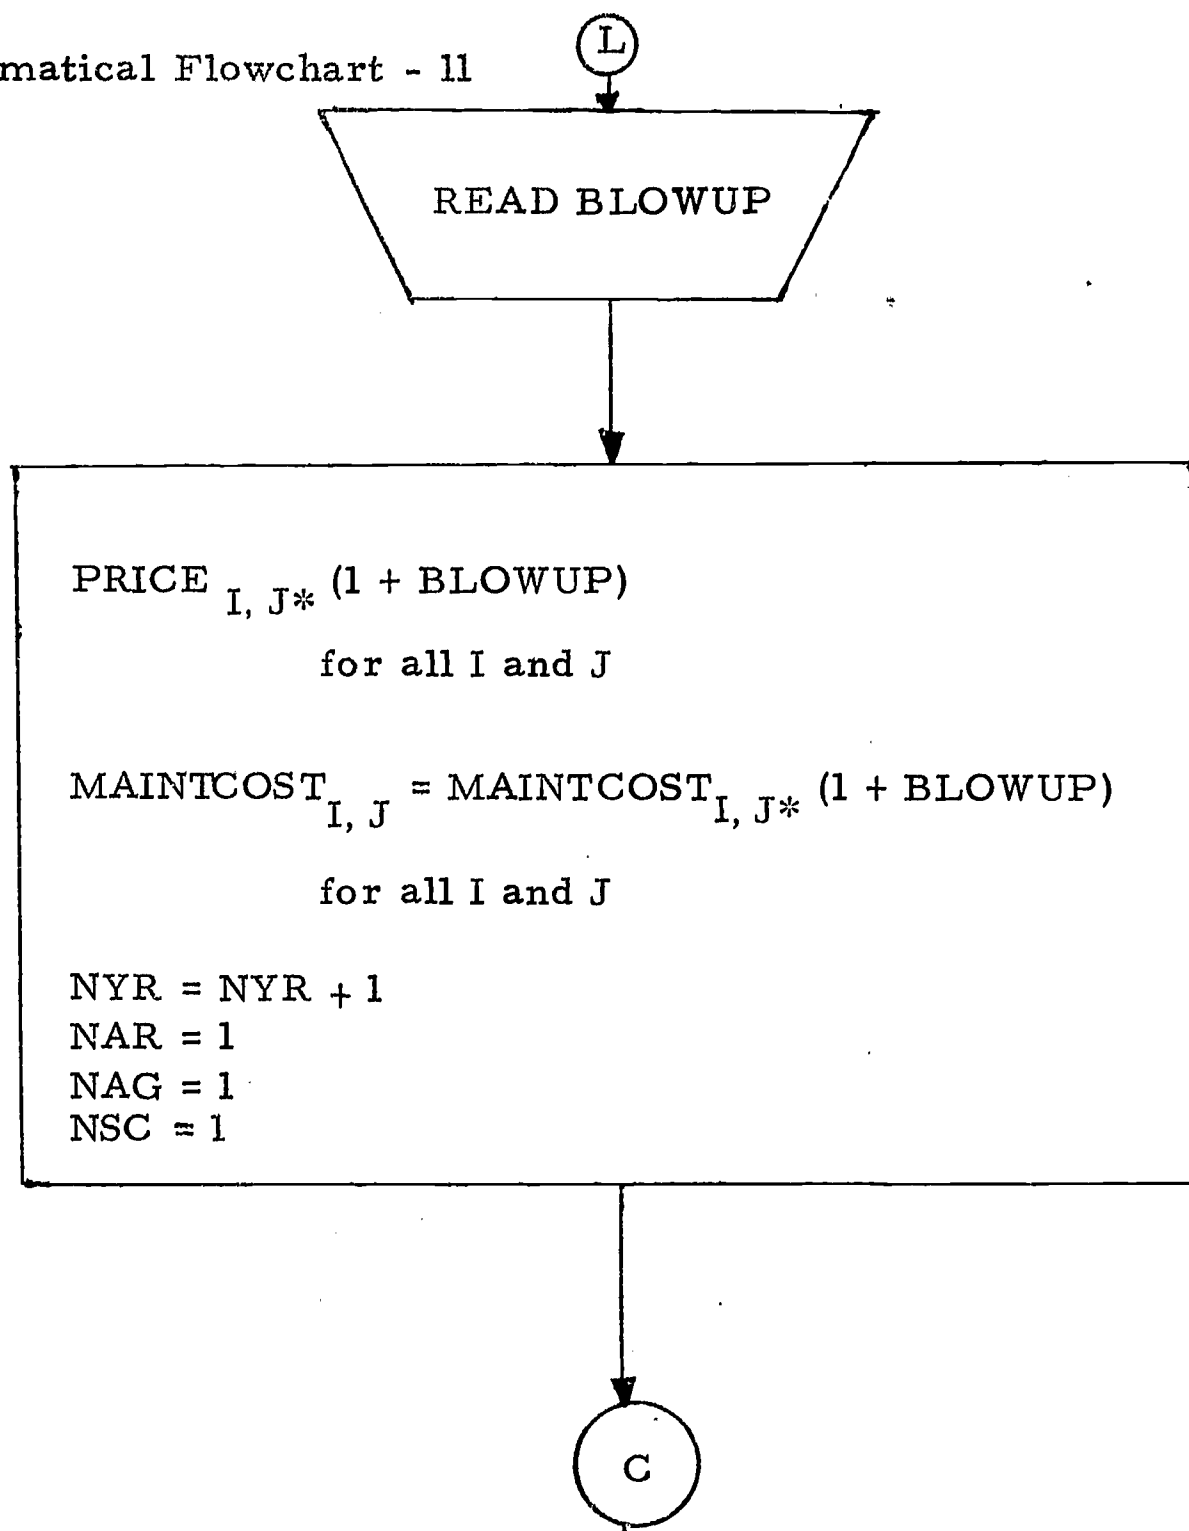 matical Flowchart - 11
L
READ BLOWUP
PRICE I, J* (1 + BLOWUP)
for all I and J
MAINTCOST I, J = MAINTCOST I, J* (1 + BLOWUP)
for all I and J
NYR = NYR + 1
NAR = 1
NAG = 1
NSC = 1
C